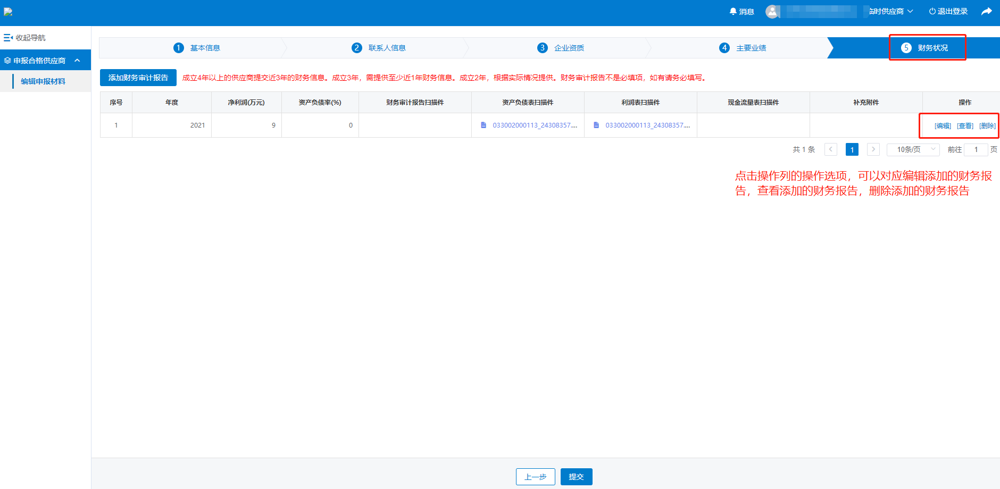 消息
临时供应商
退出登录
收起导航
申报合格供应商
编辑申报材料
1 基本信息
2 联系人信息
3 企业资质
4 主要业绩
5 财务状况
添加财务审计报告 成立4年以上的供应商提交近3年的财务信息。成立3年，需提供至少近1年财务信息。成立2年，根据实际情况提供。财务审计报告不是必填项，如有请务必填写。
序号 年度 净利润(万元) 资产负债率(%) 财务审计报告扫描件 资产负债表扫描件 利润表扫描件 现金流量表扫描件 补充附件 操作
1 2021 9 0 033002000113_24308357.... 033002000113_24308357.... [编辑] [查看] [删除]
共 1 条 1 10条/页 前往 1 页
点击操作列的操作选项，可以对应编辑添加的财务报
告，查看添加的财务报告，删除添加的财务报告
上一步 提交